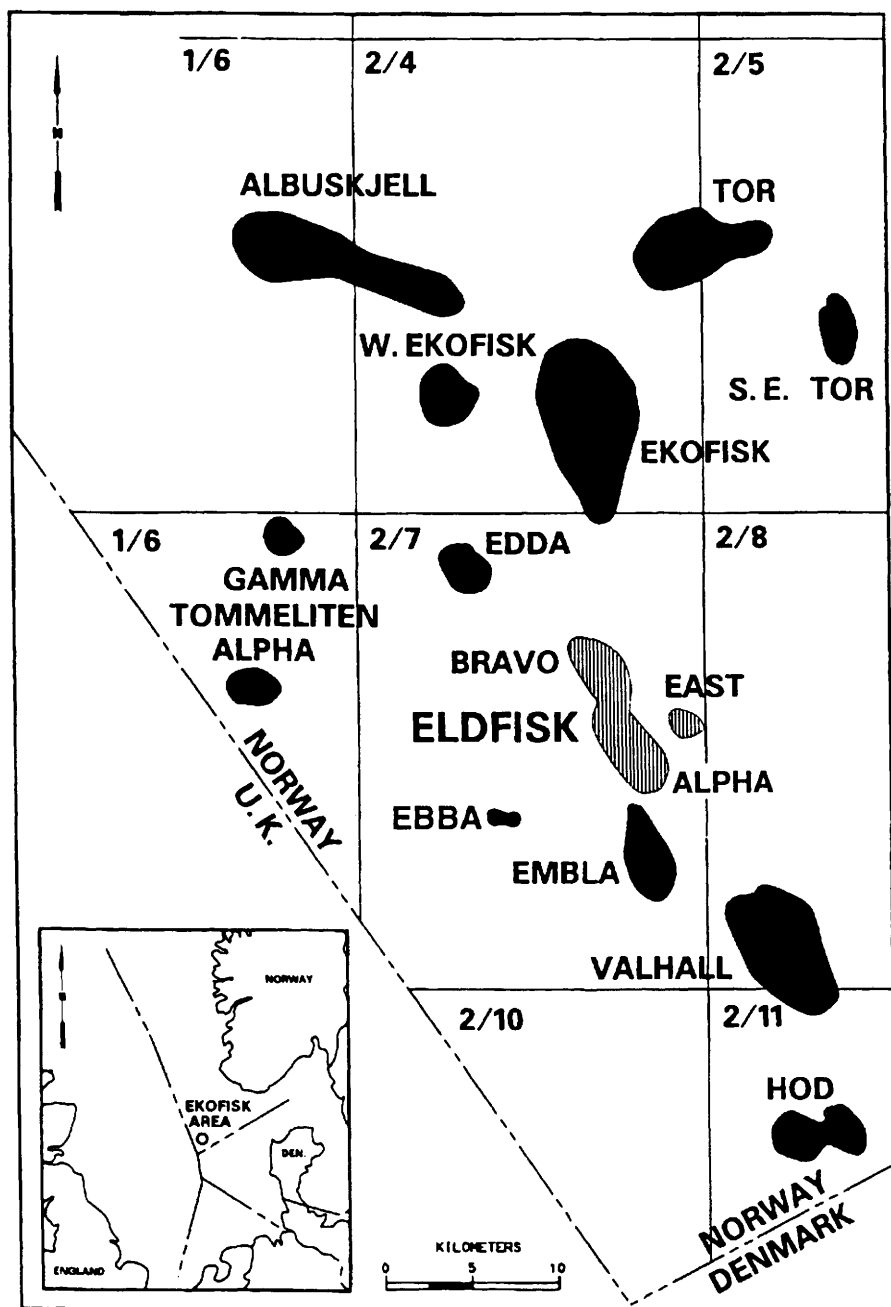 1/6
2/4
2/5
N
ALBUSKJELL
TOR
W. EKOFISK
S. E. TOR
EKOFISK
1/6
2/7
2/8
EDDA
GAMMA
TOMMELITEN
ALPHA
BRAVO
EAST
ELDFISK
ALPHA
NORWAY
U. K.
EBBA
EMBLA
VALHALL
2/10
2/11
HOD
NORWAY
DENMARK
NORWAY
EKOFISK
AREA
DEN.
ENGLAND
KILOMETERS
0 5 10